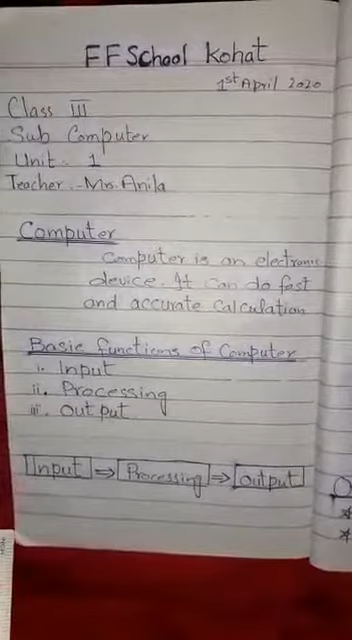 FF School Kohat
1st April 2020
Class III
Sub Computer
Unit - 1
Teacher - Mrs. Anila
Computer
Computer is an electronic
device. It can do fast
and accurate calculation
Basic functions of Computer
i. Input
ii. Processing
iii. Output
Input ⇒ Processing ⇒ Output